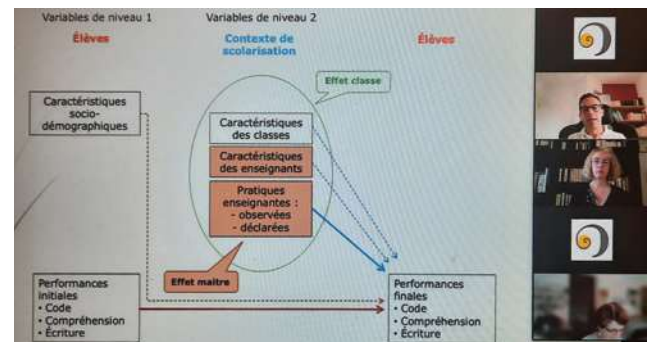 Variables de niveau 1
Variables de niveau 2
Élèves
Contexte de
scolarisation
Élèves
Effet classe
Caractéristiques
socio-
démographiques
Caractéristiques
des classes
Caractéristiques
des enseignants
Pratiques
enseignantes :
- observées
- déclarées
Effet maitre
Performances
initiales
• Code
• Compréhension
• Écriture
Performances
finales
• Code
• Compréhension
• Écriture